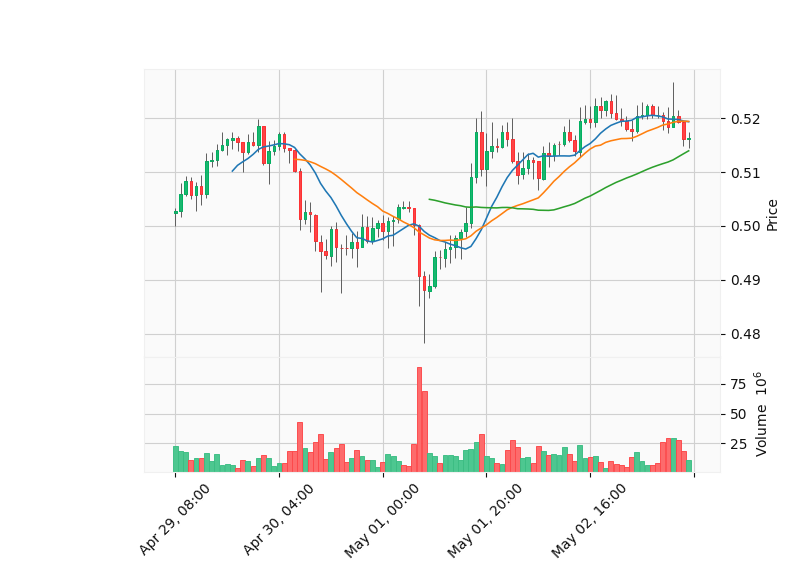 0.52
0.51
0.50
0.49
0.48
Price
75
50
25
Volume 10^6
Apr 29, 08:00
Apr 30, 04:00
May 01, 00:00
May 01, 20:00
May 02, 16:00